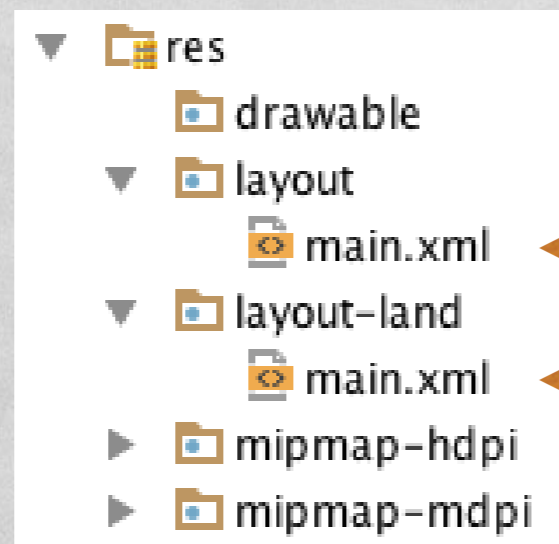 res
drawable
layout
main.xml
layout-land
main.xml
mipmap-hdpi
mipmap-mdpi